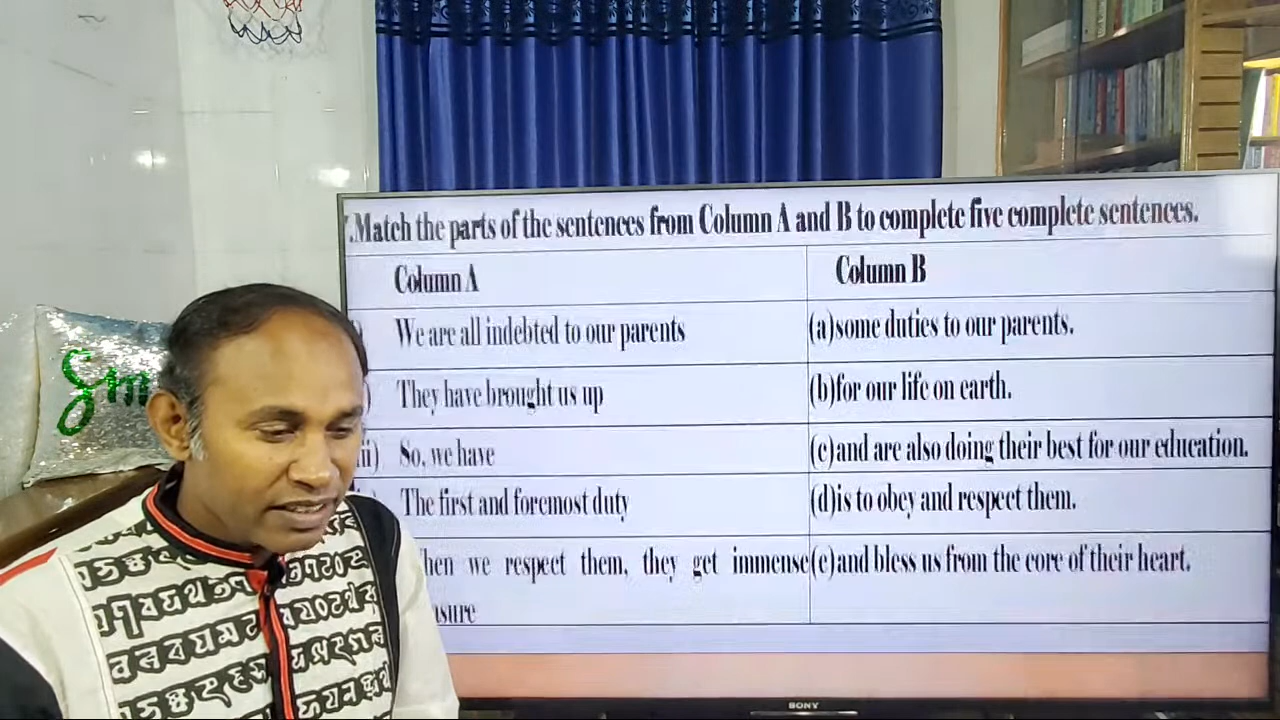 .Match the parts of the sentences from Column A and B to complete five complete sentences.
Column A Column B
We are all indebted to our parents (a)some duties to our parents.
) They have brought us up (b)for our life on earth.
ii) So, we have (c)and are also doing their best for our education.
The first and foremost duty (d)is to obey and respect them.
hen we respect them, they get immense (e)and bless us from the core of their heart.
sure
SONY